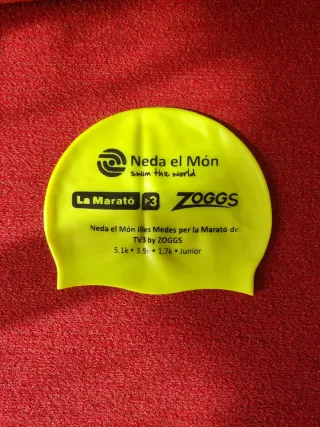 Neda el Món
swim the world
La Marató 3 ZOGGS
Neda el Món Illes Medes per la Marató de
TV3 by ZOGGS
5.1k • 3.9k • 1.7k • Junior